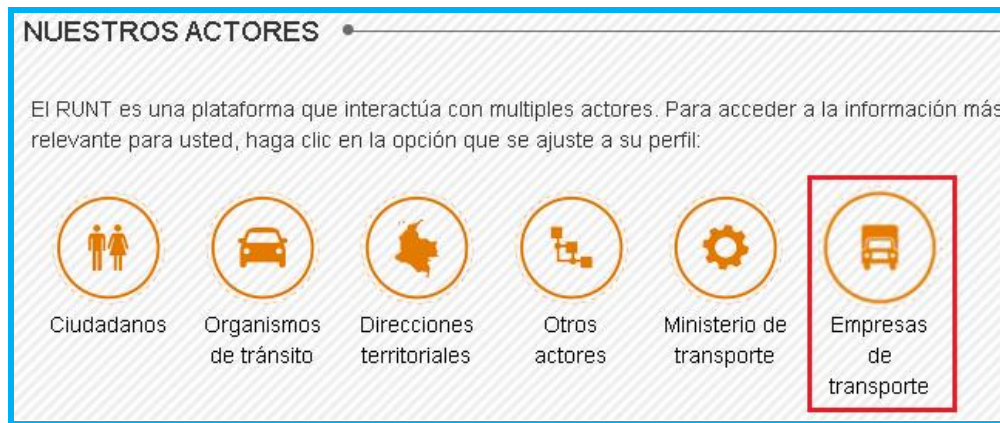 NUESTROS ACTORES
El RUNT es una plataforma que interactúa con multiples actores. Para acceder a la información más
relevante para usted, haga clic en la opción que se ajuste a su perfil:
Ciudadanos
Organismos
de tránsito
Direcciones
territoriales
Otros
actores
Ministerio de
transporte
Empresas
de
transporte